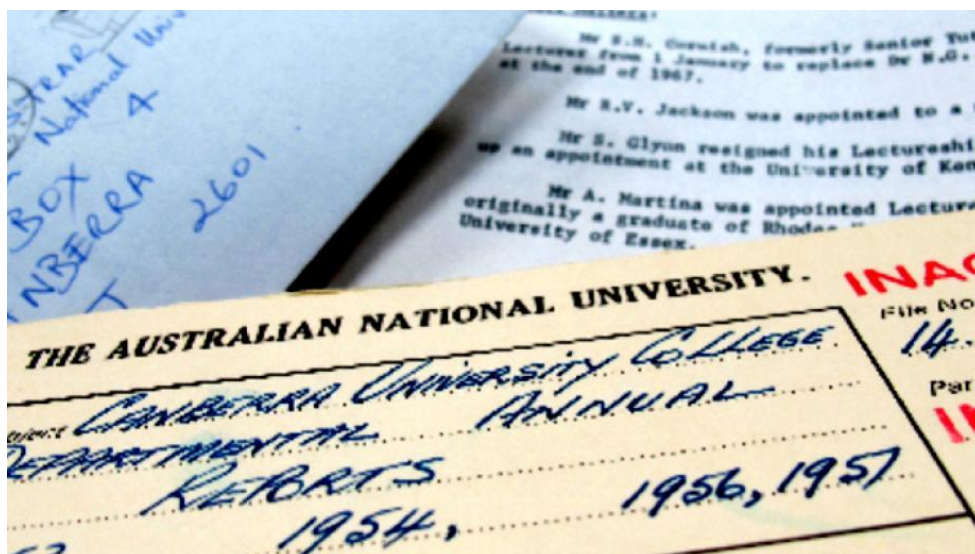 National Univ
4
BOX
2601
Mr S.H. Cornish, formerly Senior Tut
Lecturer from 1 January to replace Dr N.G.
at the end of 1967.
Mr R.V. Jackson was appointed to a
Mr S. Glynn resigned his Lectureshi
up an appointment at the University of Ken
Mr A. Martina was appointed Lecture
originally a graduate of Rhodes
University of Essex.
THE AUSTRALIAN NATIONAL UNIVERSITY.
INAC
File No
14.
CANBERRA UNIVERSITY COLLEGE
Par
DEPARTMENTAL ANNUAL
REPORTS
1954, 1956, 1957